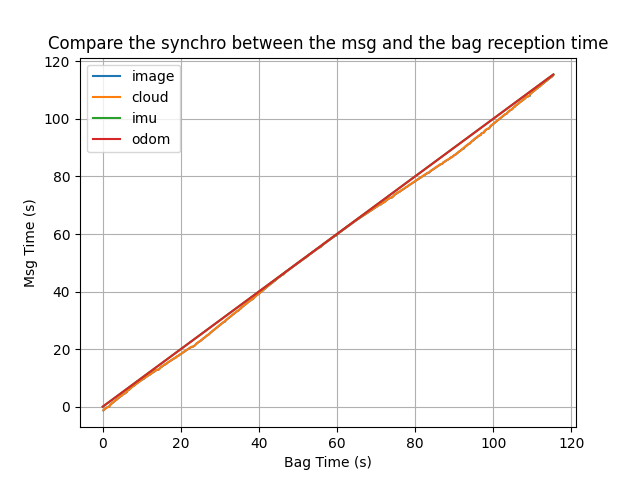 Compare the synchro between the msg and the bag reception time
120
100
80
60
40
20
0
Msg Time (s)
image
cloud
imu
odom
0 20 40 60 80 100 120
Bag Time (s)